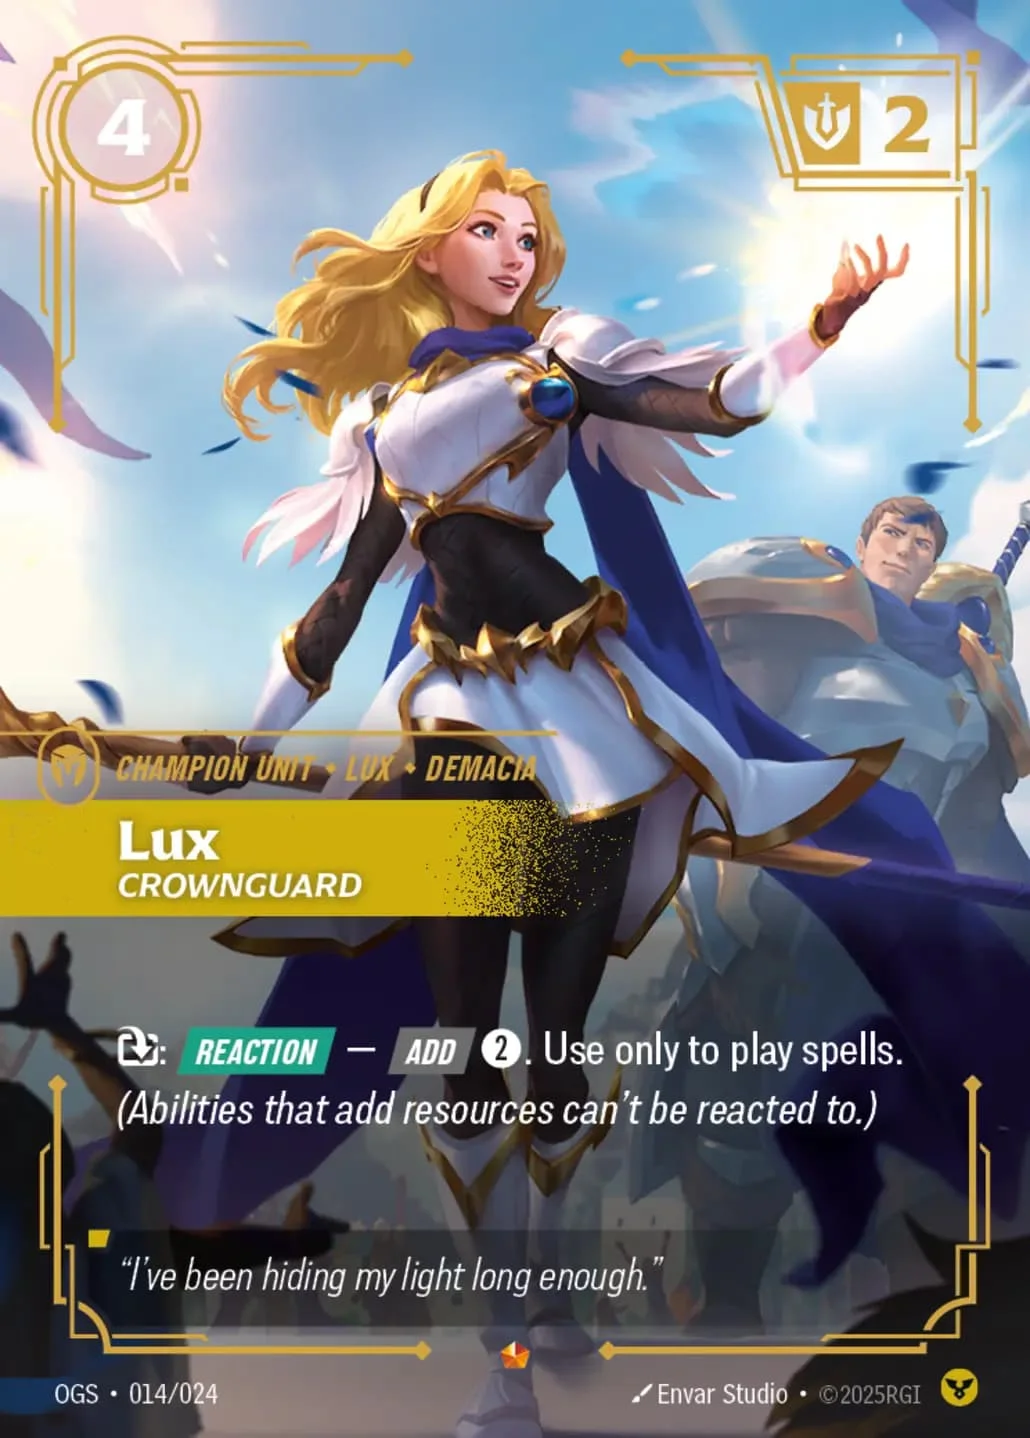 4
2
CHAMPION UNIT • LUX • DEMACIA
Lux
CROWNGUARD
: REACTION — ADD 2. Use only to play spells.
(Abilities that add resources can't be reacted to.)
“I've been hiding my light long enough.”
OGS • 014/024
Envar Studio • ©2025RGI